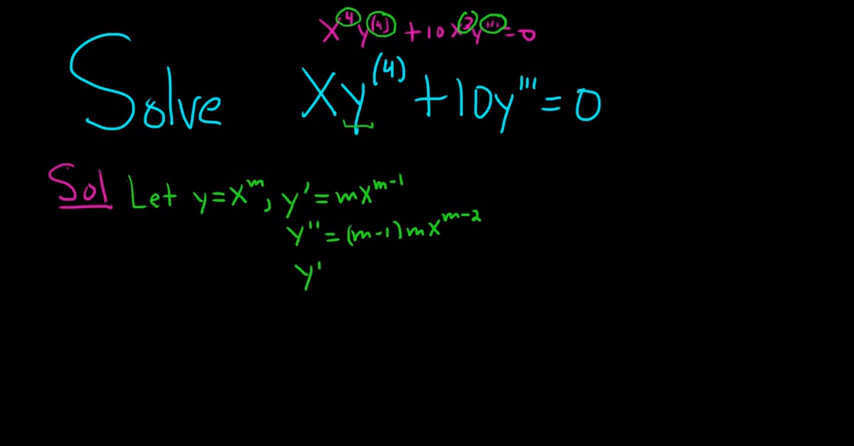 x⁴y⁽⁴⁾ + 10x³y''' = 0
Solve xy⁽⁴⁾ + 10y''' = 0
Sol Let y = xᵐ, y' = mxᵐ⁻¹
y'' = (m-1)mxᵐ⁻²
y'